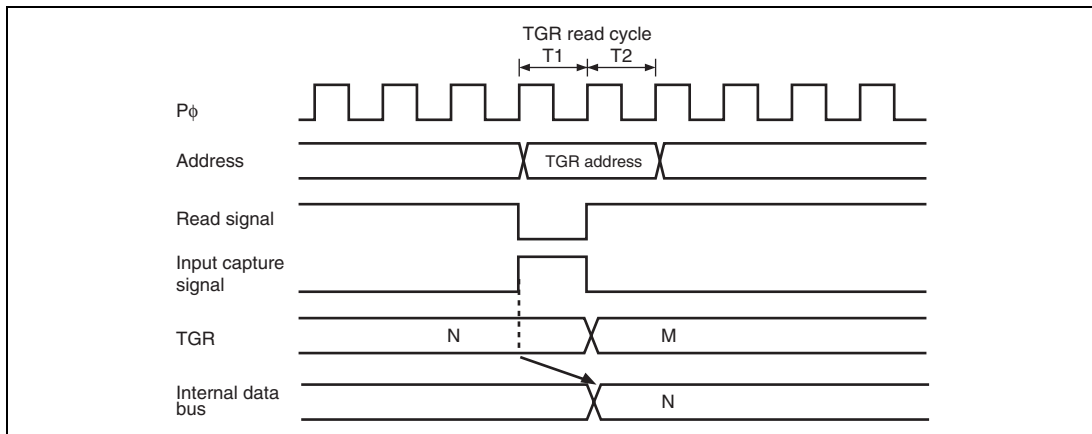 TGR read cycle
T1 T2
Pϕ
Address
TGR address
Read signal
Input capture
signal
TGR
N M
Internal data
bus
N